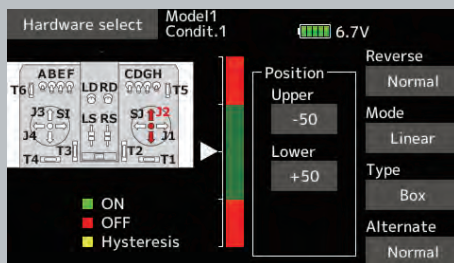 Hardware select
Model1
Condit.1
6.7V
ABEF
CDGH
T6
LD RD
T5
J3
SI
LS RS
SJ
J2
J4
J1
T3
T2
T4
T1
ON
OFF
Hysteresis
Position
Upper
-50
Lower
+50
Reverse
Normal
Mode
Linear
Type
Box
Alternate
Normal